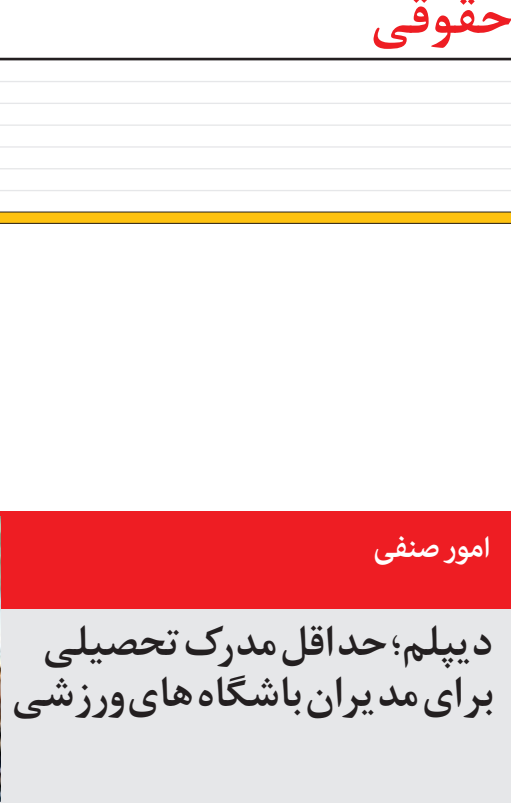 حقوقی
امور صنفی
دیپلم؛ حداقل مدرک تحصیلی
برای مدیران باشگاه‌های ورزشی